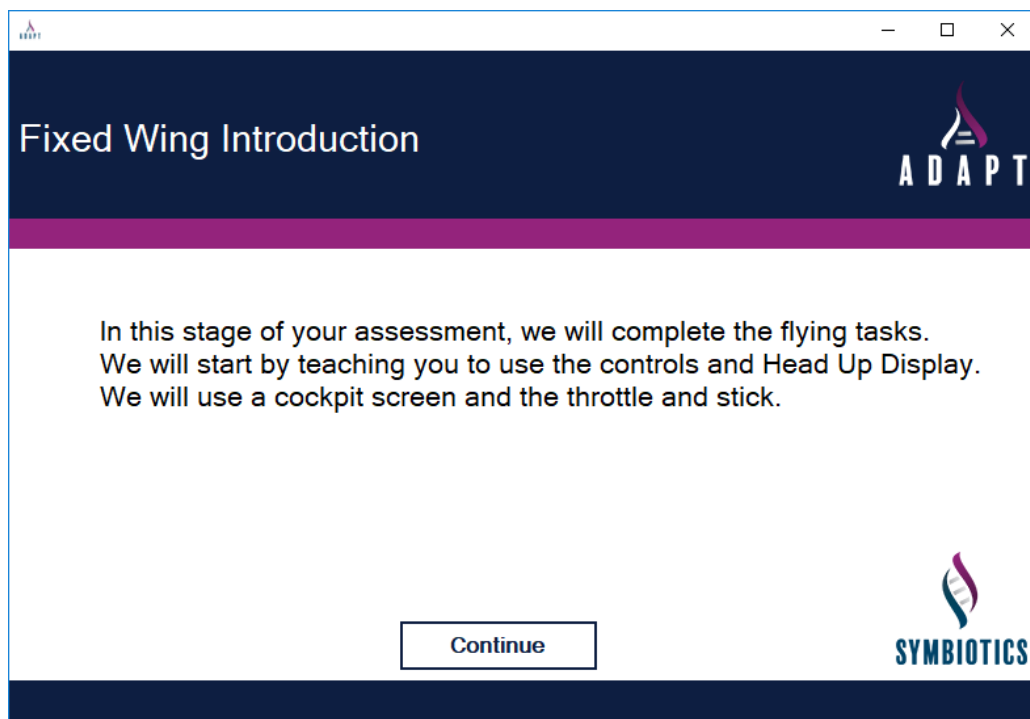 ADAPT
Fixed Wing Introduction
ADAPT
In this stage of your assessment, we will complete the flying tasks.
We will start by teaching you to use the controls and Head Up Display.
We will use a cockpit screen and the throttle and stick.
Continue
SYMBIOTICS